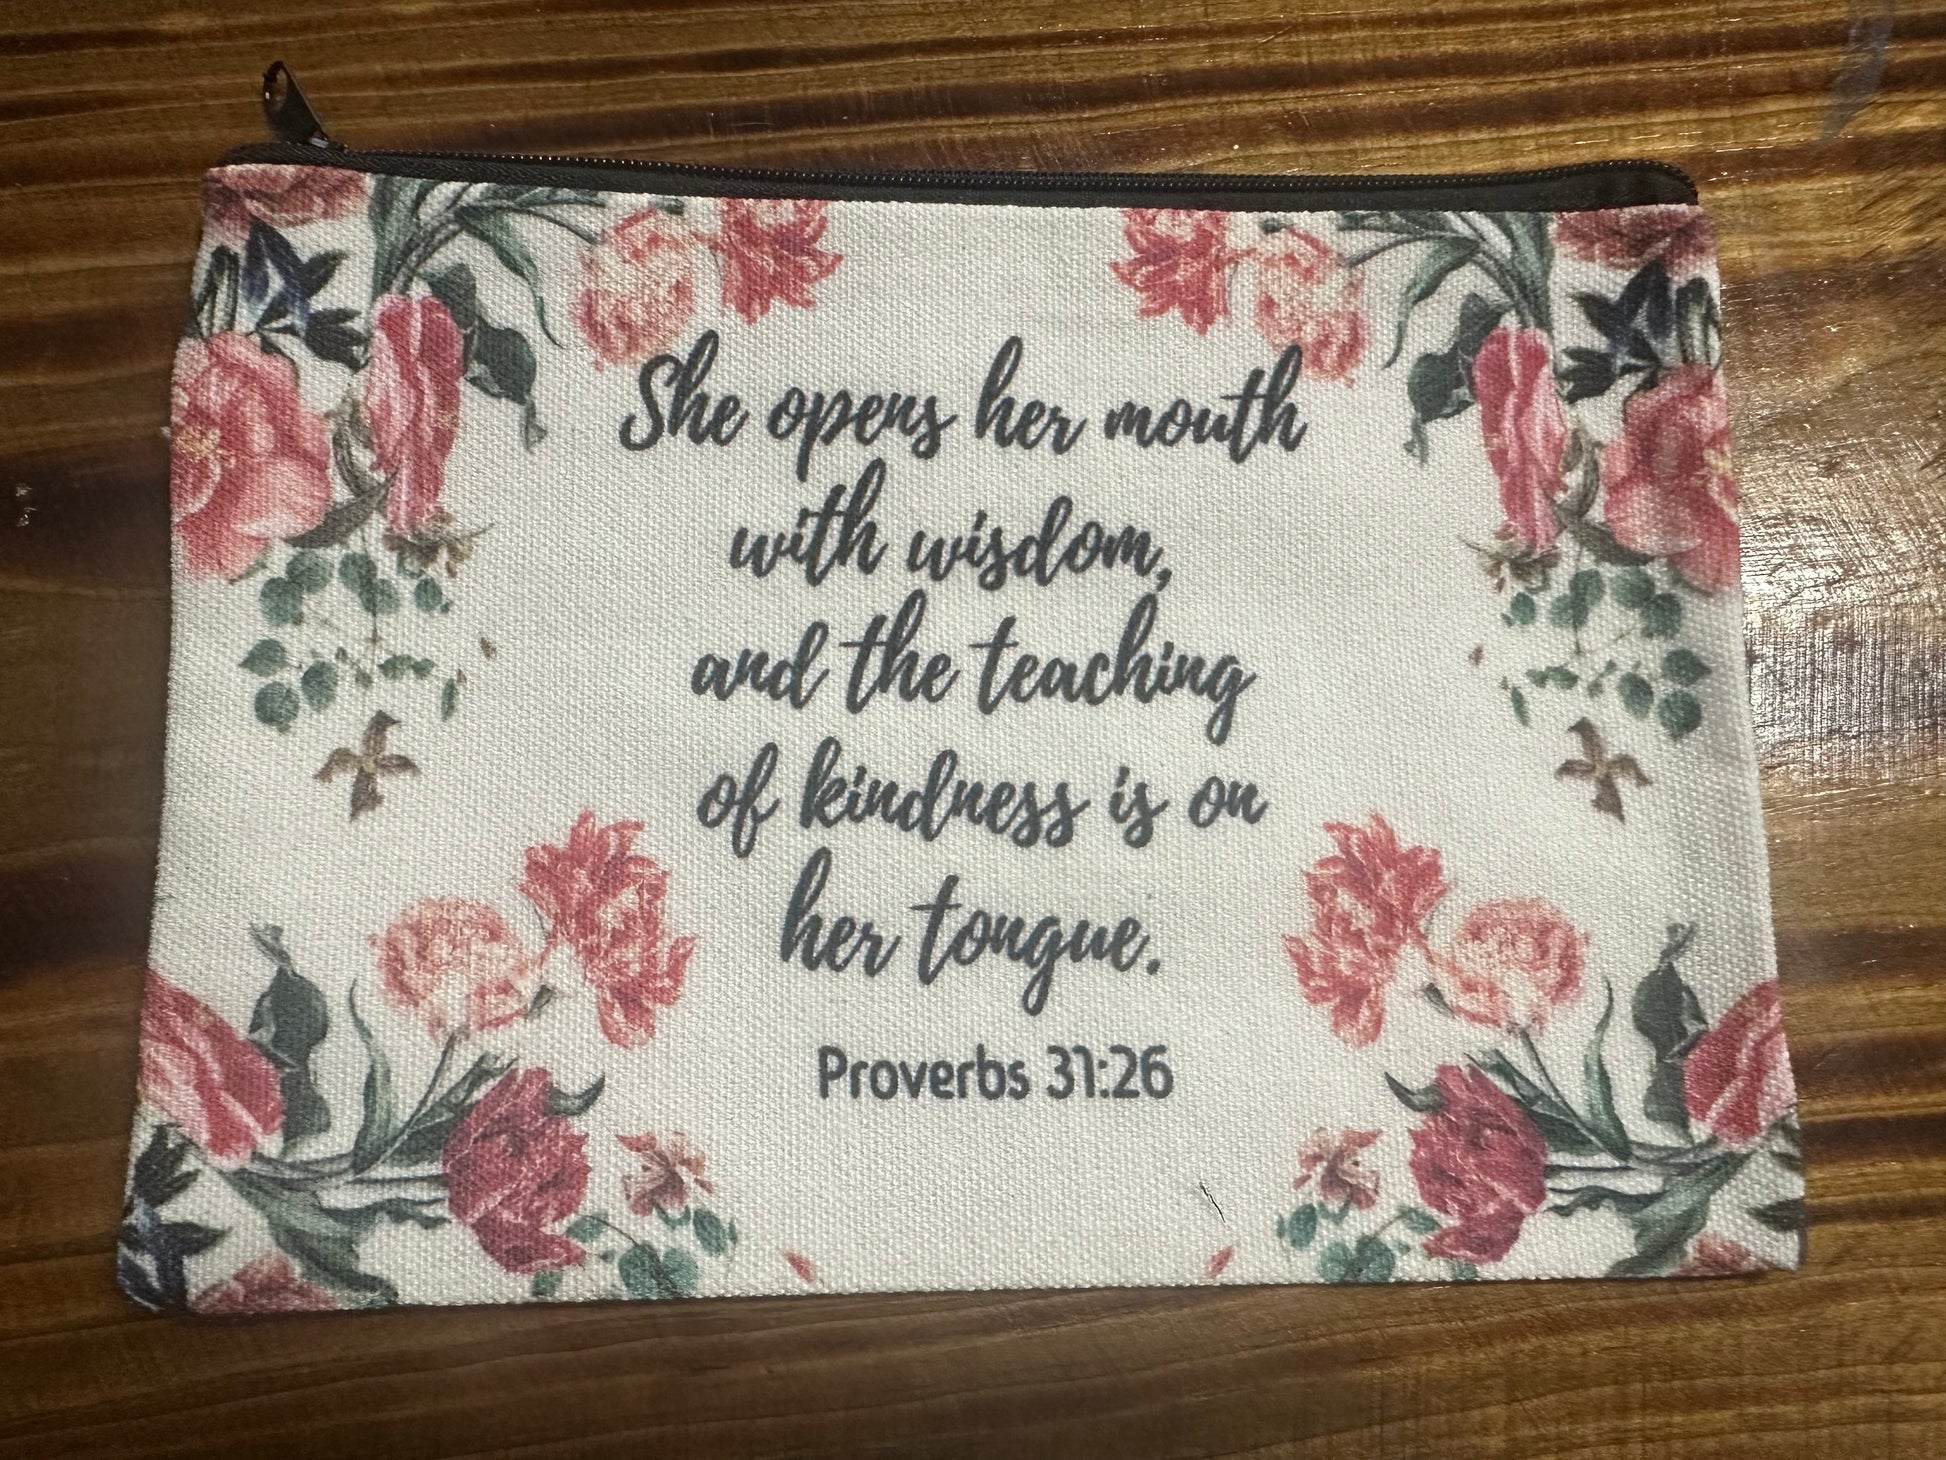 She opens her mouth
with wisdom,
and the teaching
of kindness is on
her tongue.
Proverbs 31:26